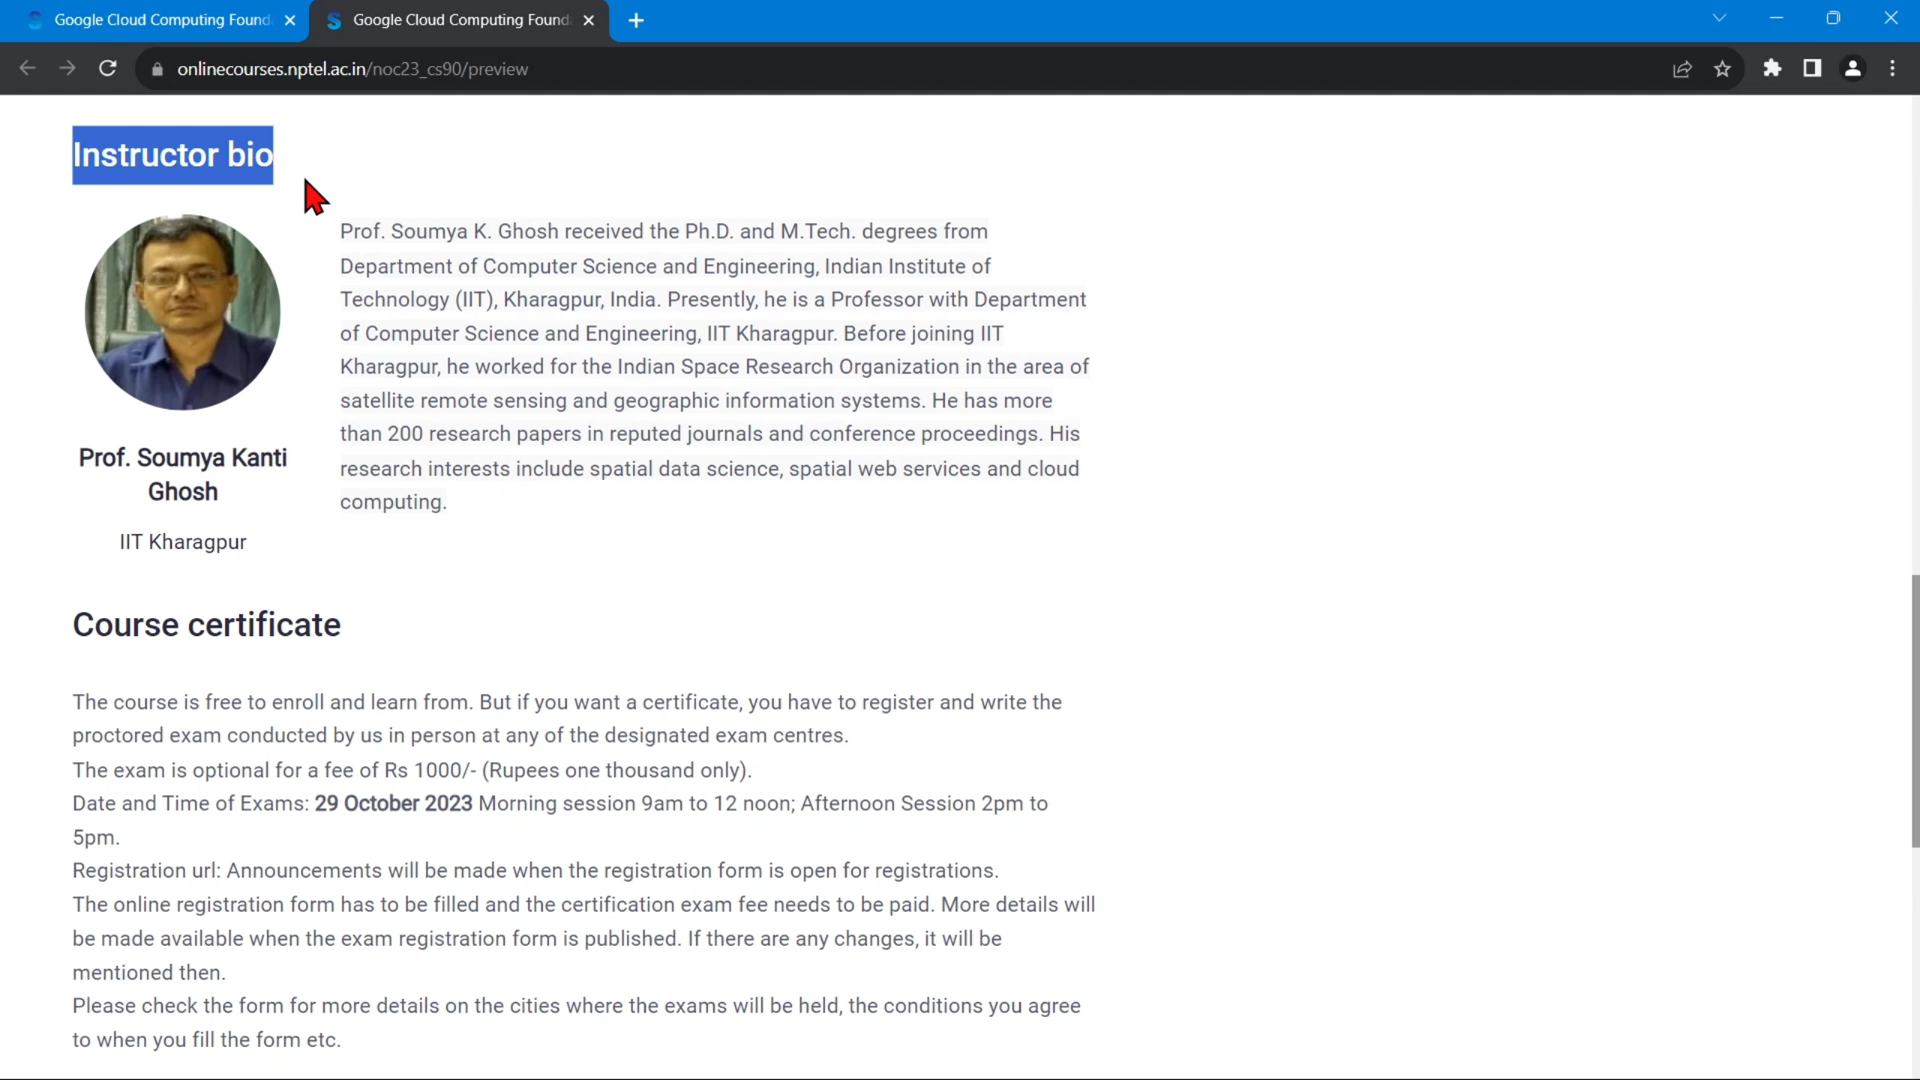 Google Cloud Computing Found
Google Cloud Computing Found
onlinecourses.nptel.ac.in/noc23_cs90/preview
Instructor bio
Prof. Soumya K. Ghosh received the Ph.D. and M.Tech. degrees from
Department of Computer Science and Engineering, Indian Institute of
Technology (IIT), Kharagpur, India. Presently, he is a Professor with Department
of Computer Science and Engineering, IIT Kharagpur. Before joining IIT
Kharagpur, he worked for the Indian Space Research Organization in the area of
satellite remote sensing and geographic information systems. He has more
than 200 research papers in reputed journals and conference proceedings. His
research interests include spatial data science, spatial web services and cloud
computing.
Prof. Soumya Kanti
Ghosh
IIT Kharagpur
Course certificate
The course is free to enroll and learn from. But if you want a certificate, you have to register and write the
proctored exam conducted by us in person at any of the designated exam centres.
The exam is optional for a fee of Rs 1000/- (Rupees one thousand only).
Date and Time of Exams: 29 October 2023 Morning session 9am to 12 noon; Afternoon Session 2pm to
5pm.
Registration url: Announcements will be made when the registration form is open for registrations.
The online registration form has to be filled and the certification exam fee needs to be paid. More details will
be made available when the exam registration form is published. If there are any changes, it will be
mentioned then.
Please check the form for more details on the cities where the exams will be held, the conditions you agree
to when you fill the form etc.